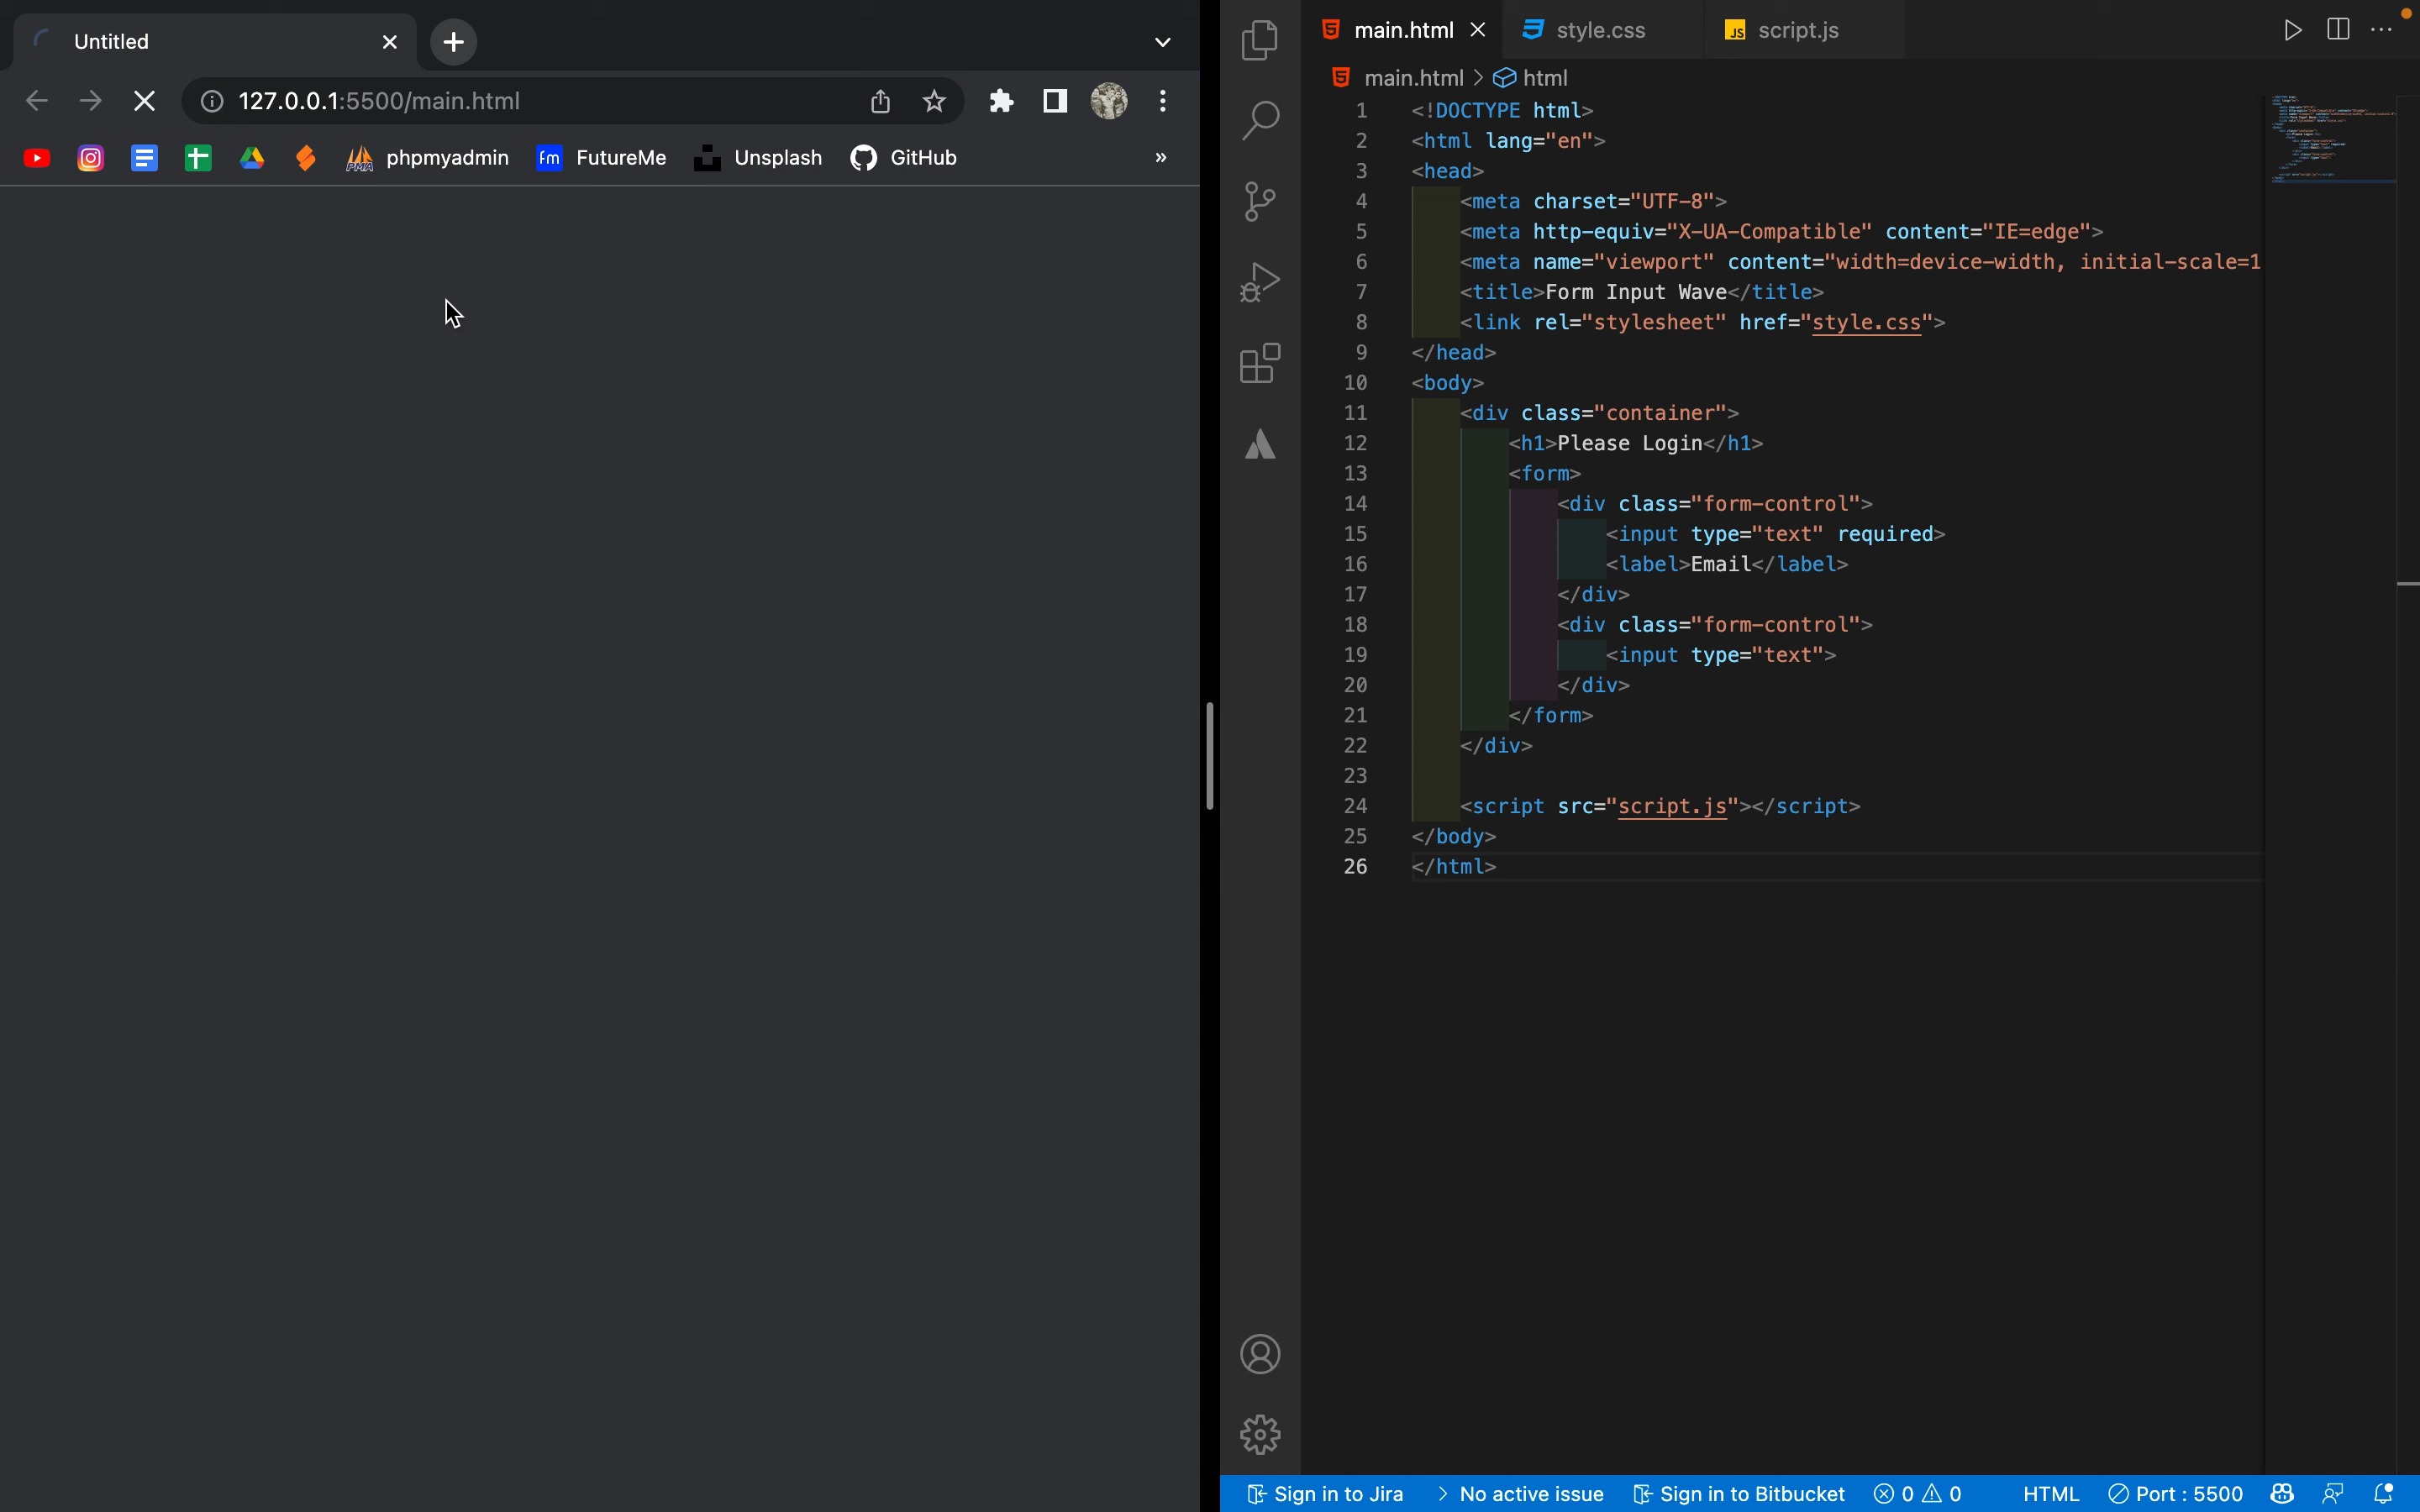 Untitled
127.0.0.1:5500/main.html
phpmyadmin
FutureMe
Unsplash
GitHub
»
main.html
style.css
script.js
main.html > html
1 <!DOCTYPE html>
2 <html lang="en">
3 <head>
4 <meta charset="UTF-8">
5 <meta http-equiv="X-UA-Compatible" content="IE=edge">
6 <meta name="viewport" content="width=device-width, initial-scale=1
7 <title>Form Input Wave</title>
8 <link rel="stylesheet" href="style.css">
9 </head>
10 <body>
11 <div class="container">
12 <h1>Please Login</h1>
13 <form>
14 <div class="form-control">
15 <input type="text" required>
16 <label>Email</label>
17 </div>
18 <div class="form-control">
19 <input type="text">
20 </div>
21 </form>
22 </div>
23
24 <script src="script.js"></script>
25 </body>
26 </html>
Sign in to Jira
No active issue
Sign in to Bitbucket
0 0
HTML
Port : 5500